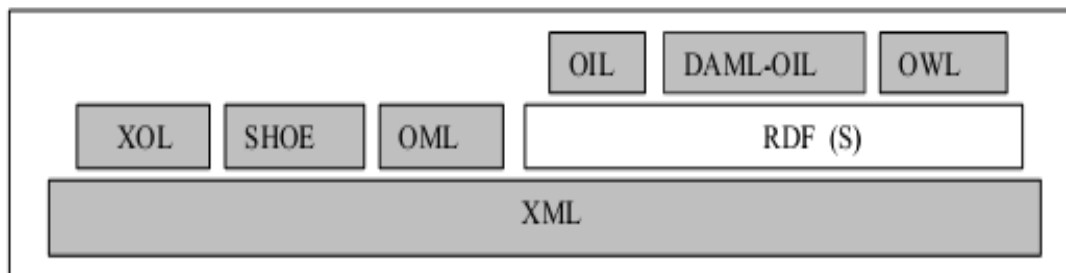 OIL DAML-OIL OWL
XOL SHOE OML RDF (S)
XML